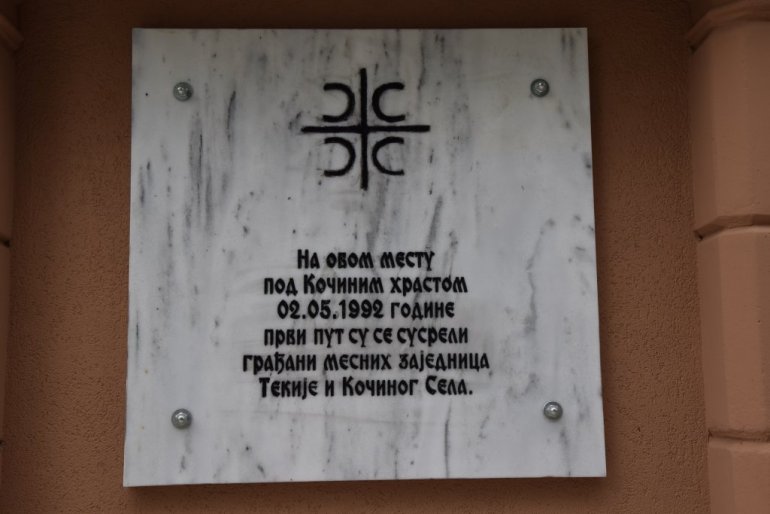 На овом месту
под Кочиним храстом
02.05.1992 године
први пут су се сусрели
грађани месних заједница
Текије и Кочиног Села.